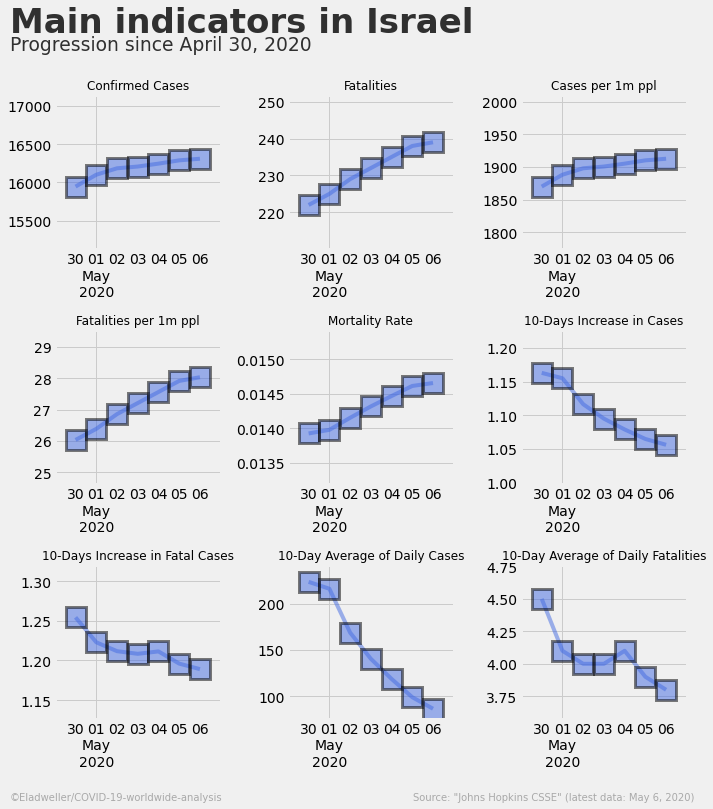 Main indicators in Israel
Progression since April 30, 2020
Confirmed Cases
17000
16500
16000
15500
30 01 02 03 04 05 06
May
2020
Fatalities
250
240
230
220
30 01 02 03 04 05 06
May
2020
Cases per 1m ppl
2000
1950
1900
1850
1800
30 01 02 03 04 05 06
May
2020
Fatalities per 1m ppl
29
28
27
26
25
30 01 02 03 04 05 06
May
2020
Mortality Rate
0.0150
0.0145
0.0140
0.0135
30 01 02 03 04 05 06
May
2020
10-Days Increase in Cases
1.20
1.15
1.10
1.05
1.00
30 01 02 03 04 05 06
May
2020
10-Days Increase in Fatal Cases
1.30
1.25
1.20
1.15
30 01 02 03 04 05 06
May
2020
10-Day Average of Daily Cases
200
150
100
30 01 02 03 04 05 06
May
2020
10-Day Average of Daily Fatalities
4.75
4.50
4.25
4.00
3.75
30 01 02 03 04 05 06
May
2020
©Eladweller/COVID-19-worldwide-analysis
Source: "Johns Hopkins CSSE" (latest data: May 6, 2020)